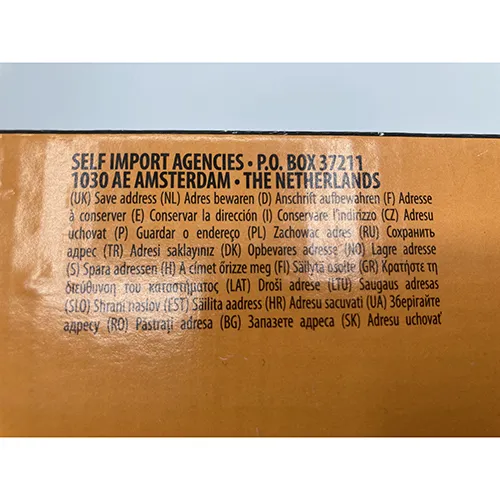 SELF IMPORT AGENCIES • P.O. BOX 37211
1030 AE AMSTERDAM • THE NETHERLANDS
(UK) Save address (NL) Adres bewaren (D) Anschrift aufbewahren (F) Adresse
à conserver (E) Conservar la dirección (I) Conservare l'indirizzo (CZ) Adresu
uchovat (P) Guardar o endereço (PL) Zachowac adres (RU) Сохранить
адрес (TR) Adresi saklayınız (DK) Opbevares adresse (NO) Lagre adresse
(S) Spara adressen (H) A címet őrizze meg (FI) Säilytä osoite (GR) Κρατήστε τη
διεύθυνση του καταστήματος (LAT) Droši adrese (LTU) Saugaus adresas
(SLO) Shrani naslov (EST) Säilita aadress (HR) Adresu sacuvati (UA) Зберігайте
адресу (RO) Păstrați adresa (BG) Запазете адреса (SK) Adresu uchovať